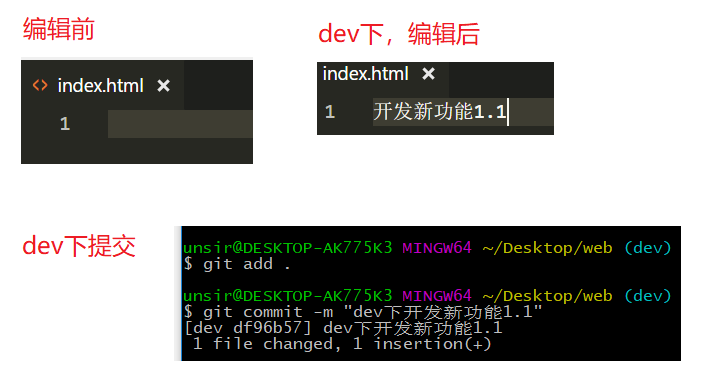 编辑前
dev下，编辑后
index.html ×
1
index.html ×
1 开发新功能1.1
dev下提交
unsir@DESKTOP-AK775K3 MINGW64 ~/Desktop/web (dev)
$ git add .
unsir@DESKTOP-AK775K3 MINGW64 ~/Desktop/web (dev)
$ git commit -m "dev下开发新功能1.1"
[dev df96b57] dev下开发新功能1.1
1 file changed, 1 insertion(+)